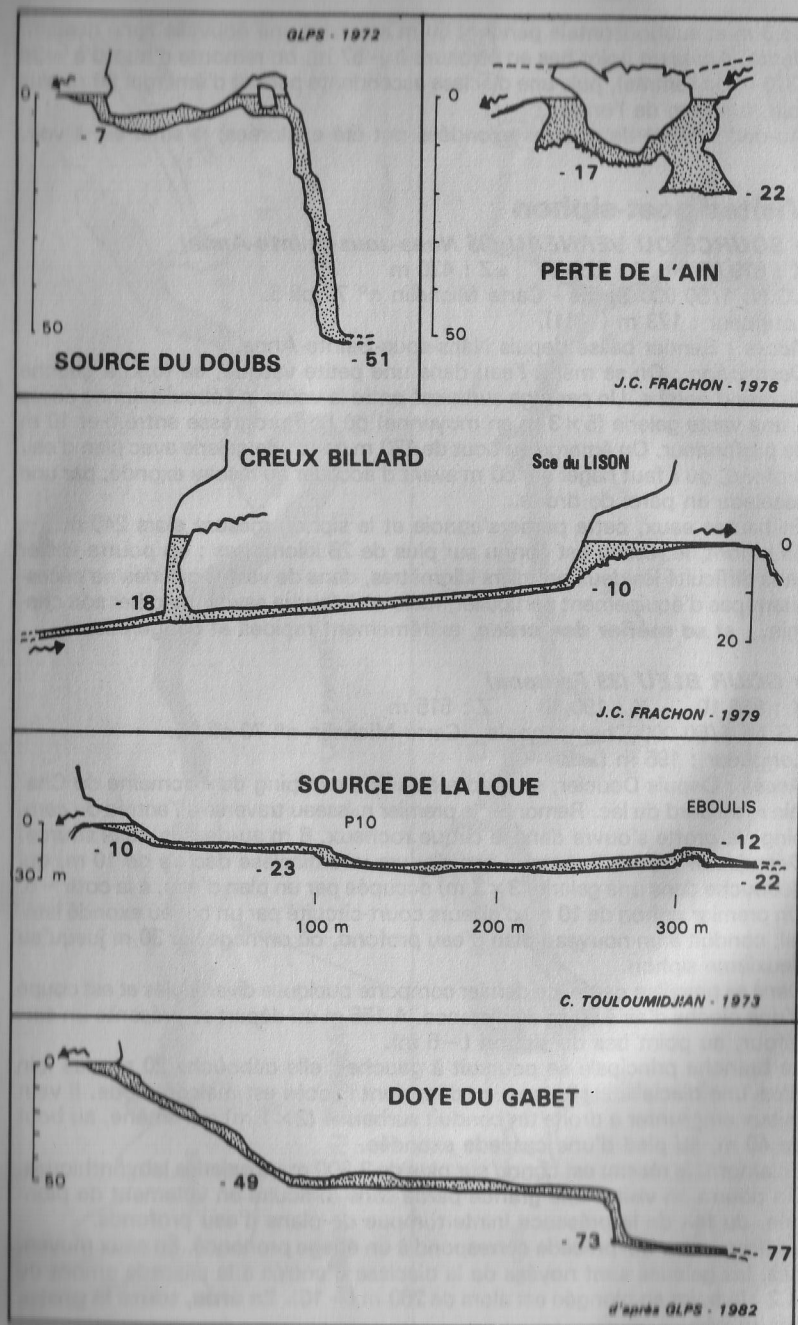 GLPS - 1972
0
- 7
50
- 51
SOURCE DU DOUBS
0
- 17
- 22
PERTE DE L'AIN
50
J.C. FRACHON - 1976
CREUX BILLARD
Sce du LISON
0
- 18
- 10
20
J.C. FRACHON - 1979
SOURCE DE LA LOUE
P10
EBOULIS
0
- 10
- 12
30 m
- 23
- 22
100 m
200 m
300 m
C. TOULOUMIDJIAN - 1973
0
DOYE DU GABET
50
- 49
- 73
- 77
d'après GLPS - 1982